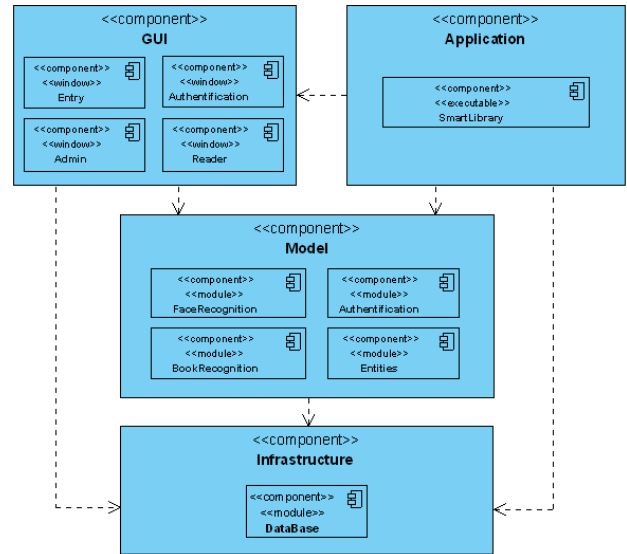 <<component>>
GUI
<<component>>
<<window>>
Entry
<<component>>
<<window>>
Authentification
<<component>>
<<window>>
Admin
<<component>>
<<window>>
Reader
<<component>>
Application
<<component>>
<<executable>>
SmartLibrary
<<component>>
Model
<<component>>
<<module>>
FaceRecognition
<<component>>
<<module>>
Authentification
<<component>>
<<module>>
BookRecognition
<<component>>
<<module>>
Entities
<<component>>
Infrastructure
<<component>>
<<module>>
DataBase